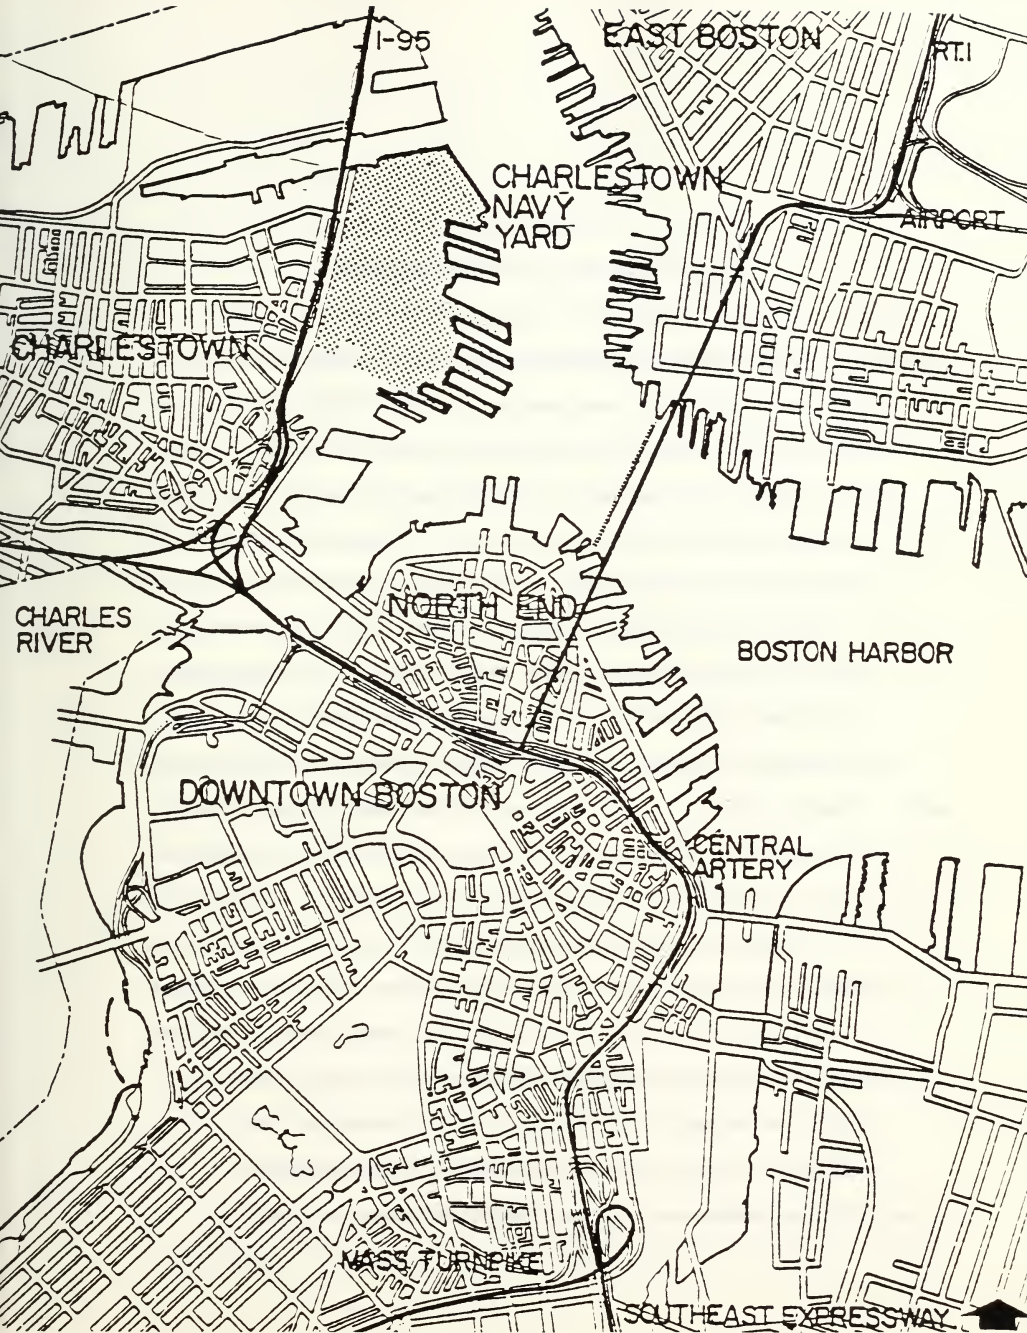 I-95
EAST BOSTON
RT.1
CHARLESTOWN
NAVY
YARD
AIRPORT
CHARLESTOWN
NORTH END
CHARLES
RIVER
BOSTON HARBOR
DOWNTOWN BOSTON
CENTRAL
ARTERY
MASS TURNPIKE
SOUTHEAST EXPRESSWAY